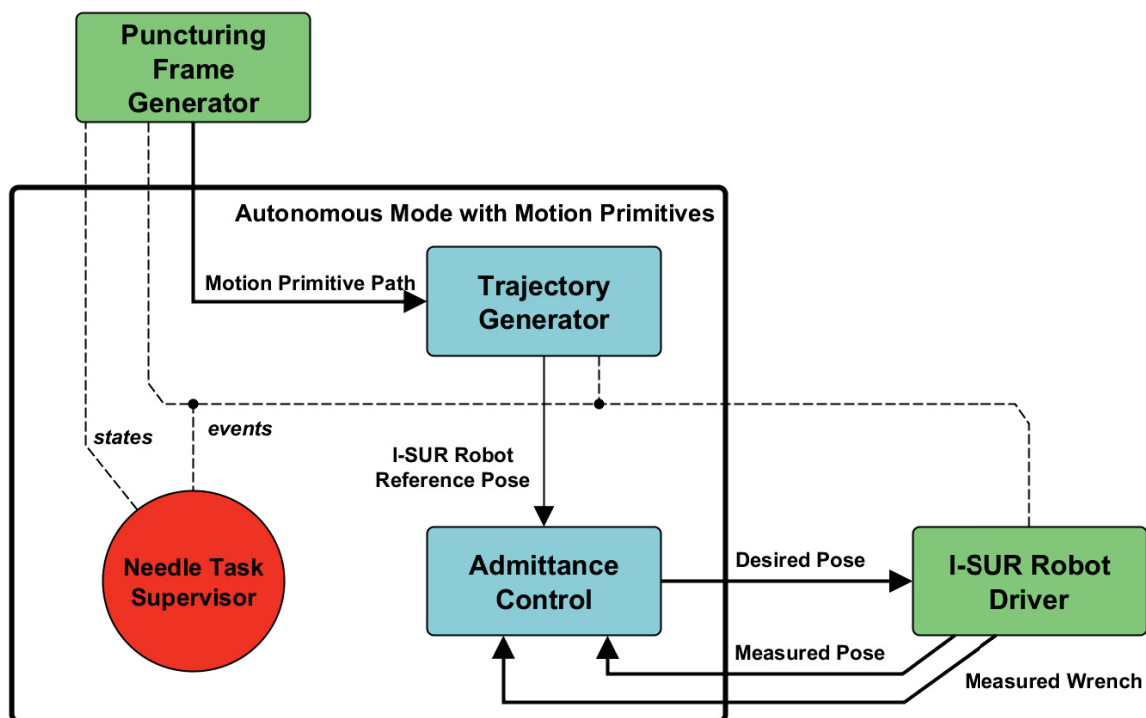 Puncturing
Frame
Generator
Autonomous Mode with Motion Primitives
Motion Primitive Path
Trajectory
Generator
states
events
I-SUR Robot
Reference Pose
Needle Task
Supervisor
Admittance
Control
Desired Pose
I-SUR Robot
Driver
Measured Pose
Measured Wrench